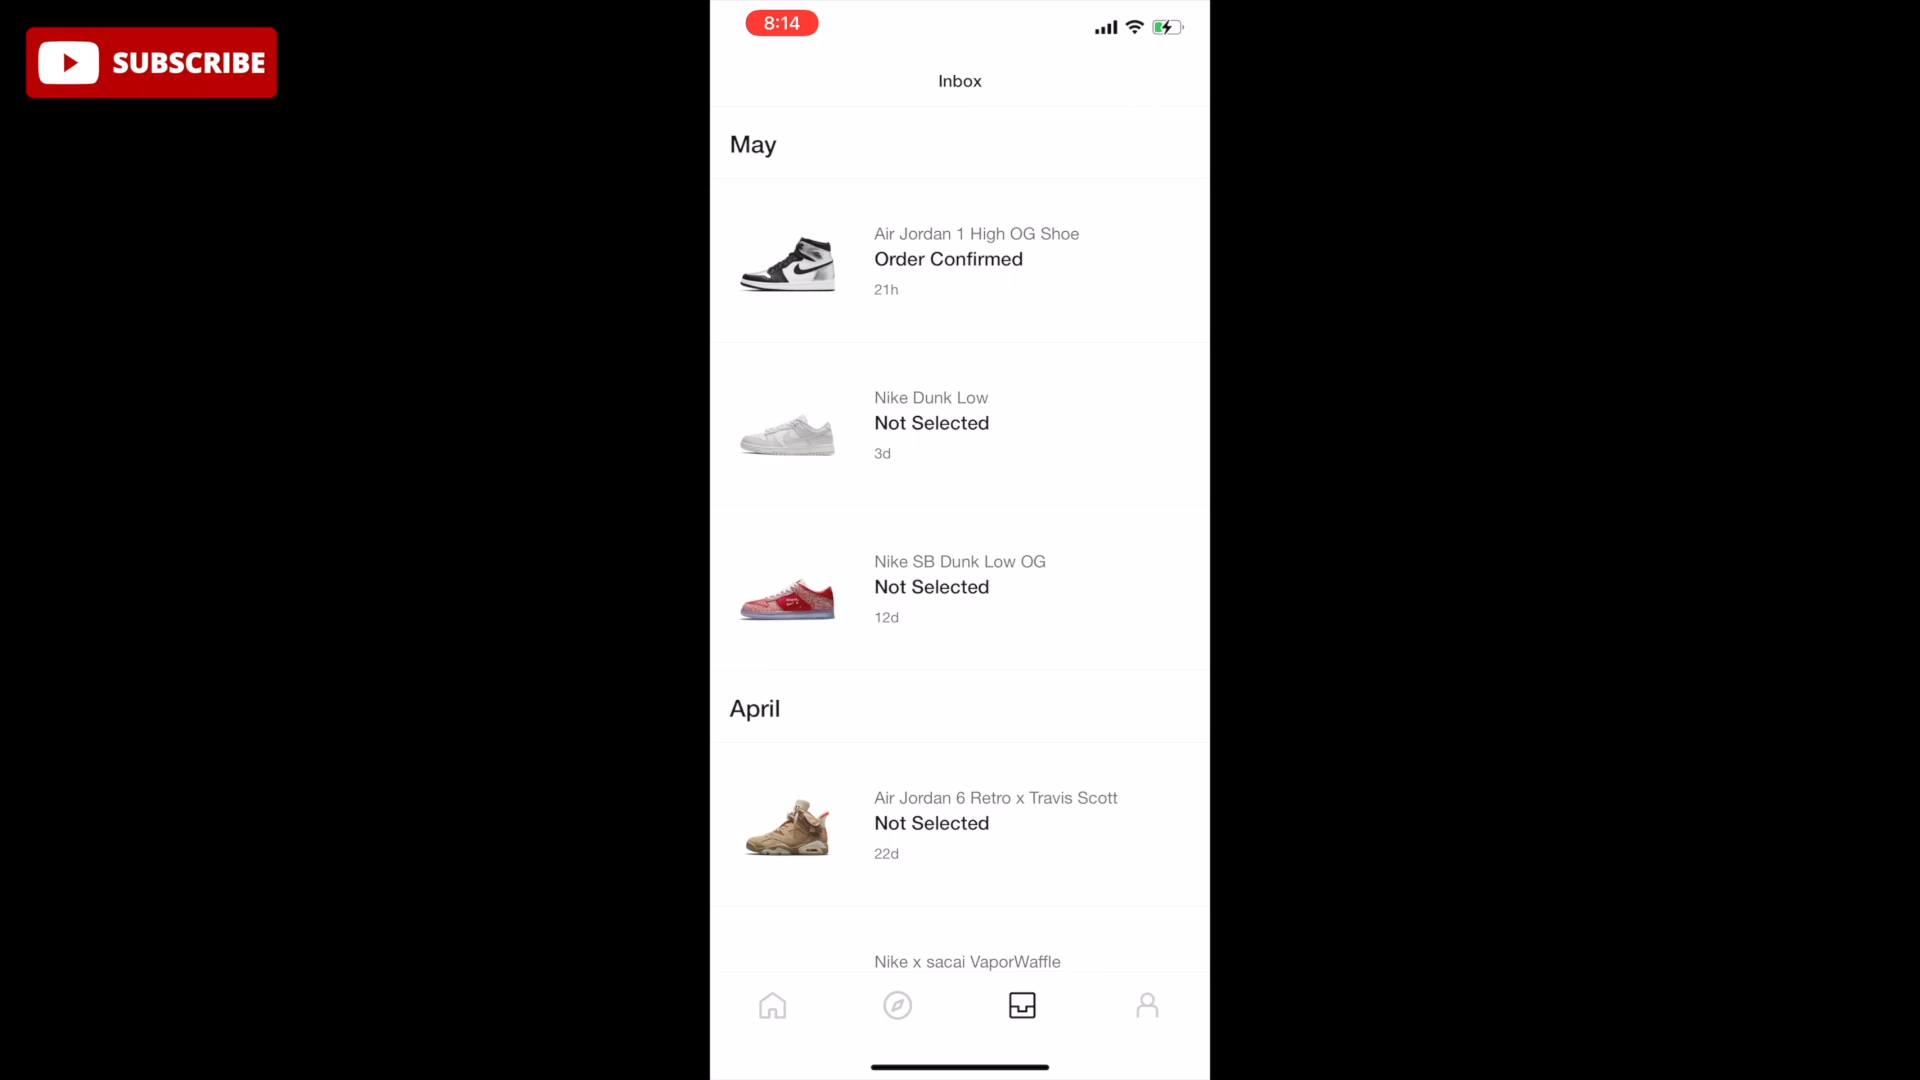 SUBSCRIBE
8:14
Inbox
May
Air Jordan 1 High OG Shoe
Order Confirmed
21h
Nike Dunk Low
Not Selected
3d
Nike SB Dunk Low OG
Not Selected
12d
April
Air Jordan 6 Retro x Travis Scott
Not Selected
22d
Nike x sacai VaporWaffle